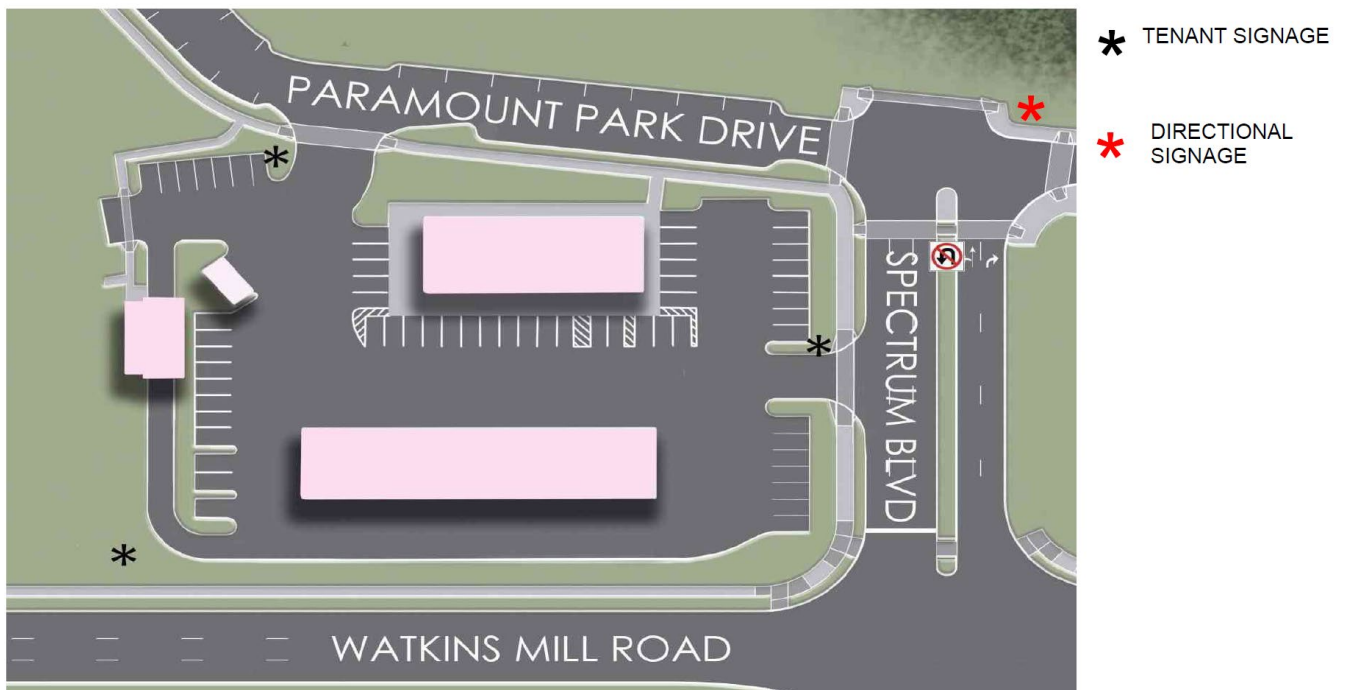 PARAMOUNT PARK DRIVE
SPECTRUM BLVD
WATKINS MILL ROAD
* TENANT SIGNAGE
* DIRECTIONAL
SIGNAGE